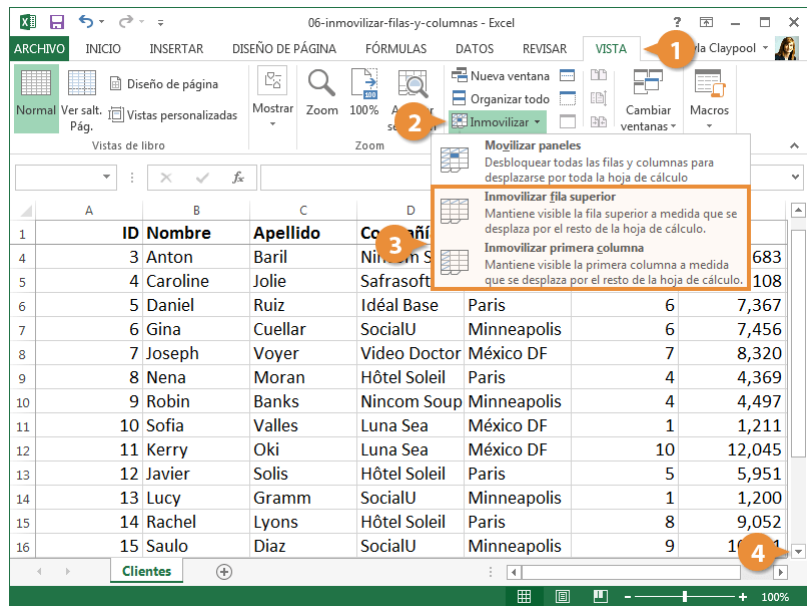 06-inmovilizar-filas-y-columnas - Excel
?
ARCHIVO INICIO INSERTAR DISEÑO DE PÁGINA FÓRMULAS DATOS REVISAR VISTA 1 Claypool
Normal
Ver salt. Pág.
Diseño de página
Vistas personalizadas
Vistas de libro
Mostrar
Zoom
100
100%
Zoom
Nueva ventana
Organizar todo
2
Inmovilizar
Cambiar
ventanas
Macros
Movilizar paneles
Desbloquear todas las filas y columnas para
desplazarse por toda la hoja de cálculo
Inmovilizar fila superior
Mantiene visible la fila superior a medida que se
desplaza por el resto de la hoja de cálculo.
3
Inmovilizar primera columna
Mantiene visible la primera columna a medida
que se desplaza por el resto de la hoja de cálculo.
fx
A B C D
1 ID Nombre Apellido
4 3 Anton Baril 683
5 4 Caroline Jolie Safrasoft 108
6 5 Daniel Ruiz Idéal Base Paris 6 7,367
7 6 Gina Cuellar SocialU Minneapolis 6 7,456
8 7 Joseph Voyer Video Doctor México DF 7 8,320
9 8 Nena Moran Hôtel Soleil Paris 4 4,369
10 9 Robin Banks Nincom Soup Minneapolis 4 4,497
11 10 Sofia Valles Luna Sea México DF 1 1,211
12 11 Kerry Oki Luna Sea México DF 10 12,045
13 12 Javier Solis Hôtel Soleil Paris 5 5,951
14 13 Lucy Gramm SocialU Minneapolis 1 1,200
15 14 Rachel Lyons Hôtel Soleil Paris 8 9,052
16 15 Saulo Diaz SocialU Minneapolis 9
4
Clientes
100%